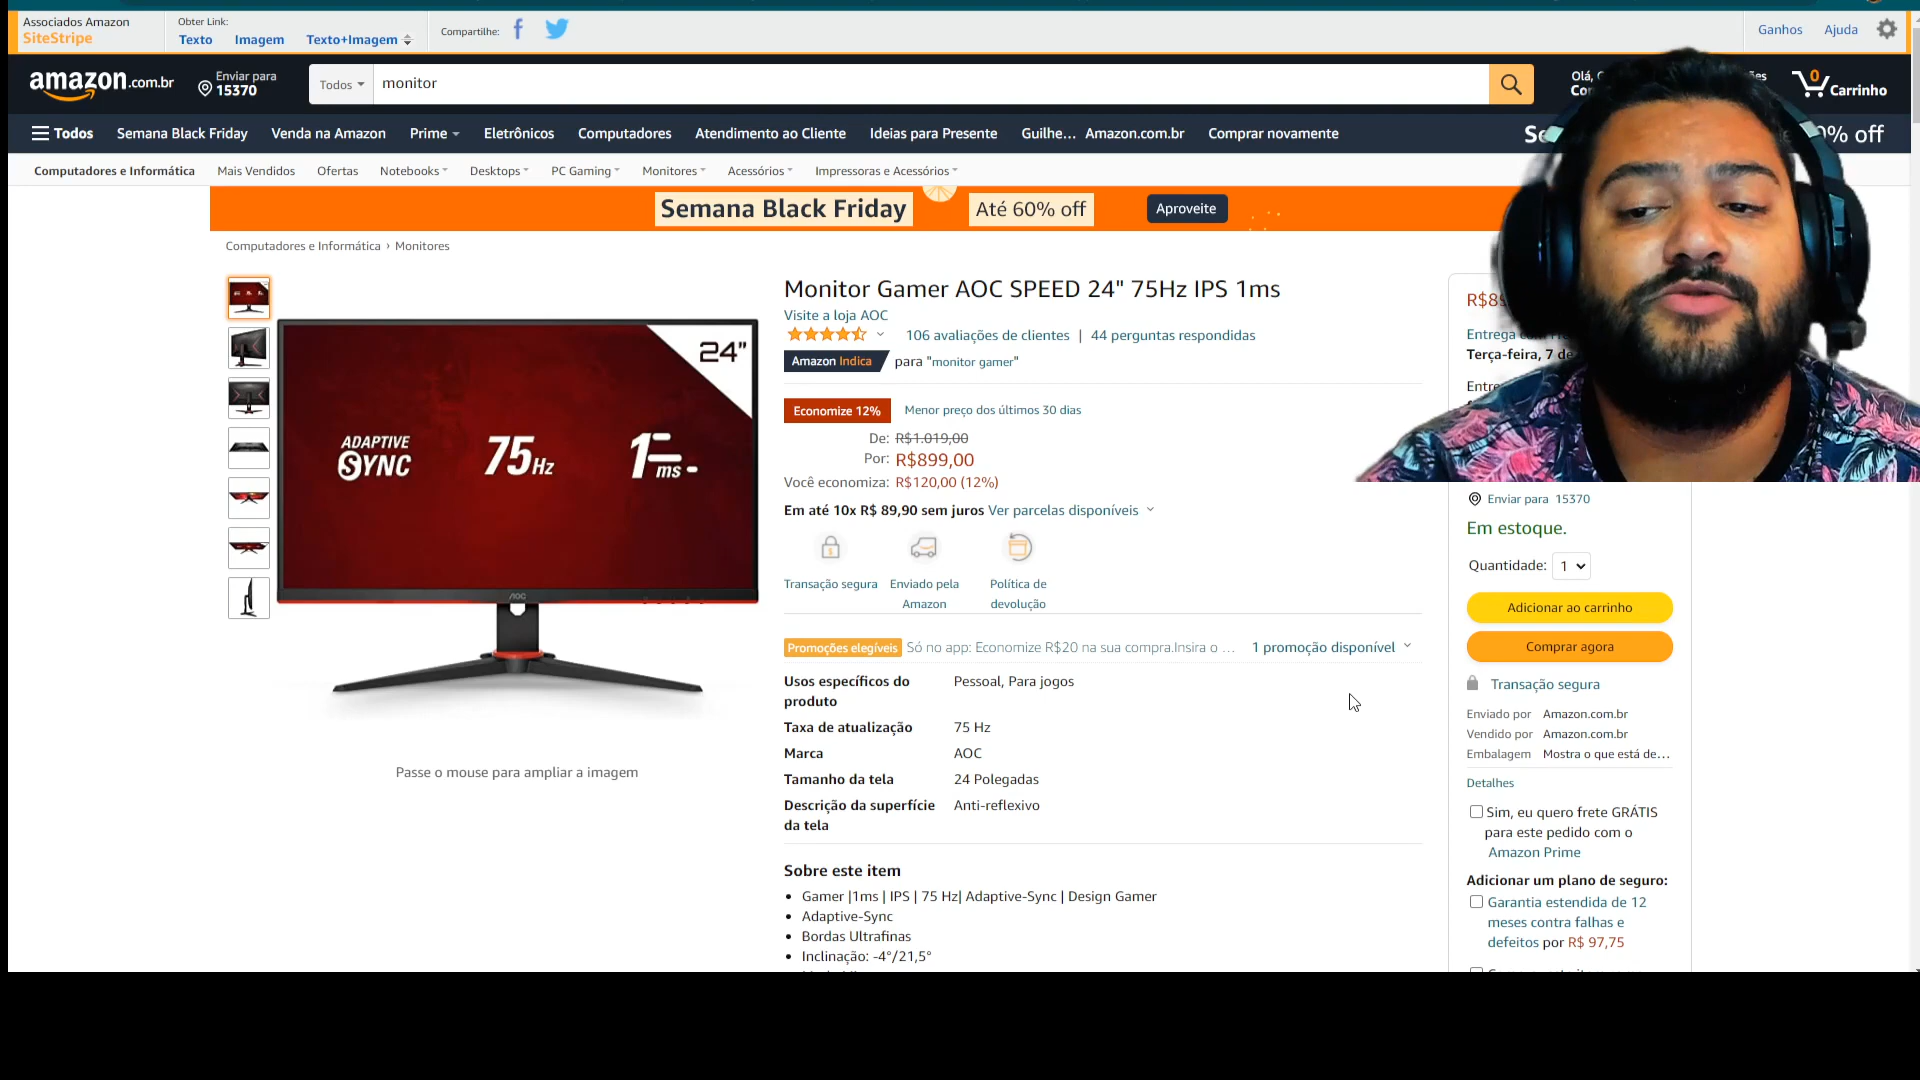 Associados Amazon
SiteStripe
Obter Link:
Texto Imagem Texto+Imagem
Compartilhe:
Ganhos Ajuda
amazon.com.br
Enviar para
15370
Todos
monitor
Olá,
0
Carrinho
Todos Semana Black Friday Venda na Amazon Prime Eletrônicos Computadores Atendimento ao Cliente Ideias para Presente Guilhe... Amazon.com.br Comprar novamente
% off
Computadores e Informática Mais Vendidos Ofertas Notebooks Desktops PC Gaming Monitores Acessórios Impressoras e Acessórios
Semana Black Friday Até 60% off Aproveite
Computadores e Informática › Monitores
24"
ADAPTIVE
SYNC
75Hz
1ms
AOC
Passe o mouse para ampliar a imagem
Monitor Gamer AOC SPEED 24" 75Hz IPS 1ms
Visite a loja AOC
106 avaliações de clientes | 44 perguntas respondidas
Amazon Indica para "monitor gamer"
Economize 12% Menor preço dos últimos 30 dias
De: R$1.019,00
Por: R$899,00
Você economiza: R$120,00 (12%)
Em até 10x R$ 89,90 sem juros Ver parcelas disponíveis
Transação segura
Enviado pela
Amazon
Política de
devolução
Promoções elegíveis Só no app: Economize R$20 na sua compra.Insira o ... 1 promoção disponível
Usos específicos do
produto
Pessoal, Para jogos
Taxa de atualização 75 Hz
Marca AOC
Tamanho da tela 24 Polegadas
Descrição da superfície
da tela
Anti-reflexivo
Sobre este item
• Gamer |1ms | IPS | 75 Hz| Adaptive-Sync | Design Gamer
• Adaptive-Sync
• Bordas Ultrafinas
• Inclinação: -4°/21,5°
Entrega
Terça-feira, 7 de
Enviar para 15370
Em estoque.
Quantidade: 1
Adicionar ao carrinho
Comprar agora
Transação segura
Enviado por Amazon.com.br
Vendido por Amazon.com.br
Embalagem Mostra o que está de...
Detalhes
Sim, eu quero frete GRÁTIS
para este pedido com o
Amazon Prime
Adicionar um plano de seguro:
Garantia estendida de 12
meses contra falhas e
defeitos por R$ 97,75